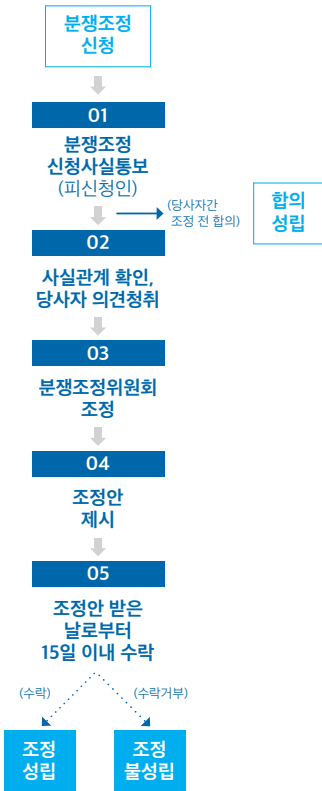 분쟁조정
신청
01
분쟁조정
신청사실통보
(피신청인)
(당사자간
조정 전 합의)
합의
성립
02
사실관계 확인,
당사자 의견청취
03
분쟁조정위원회
조정
04
조정안
제시
05
조정안 받은
날로부터
15일 이내 수락
(수락)
(수락거부)
조정
성립
조정
불성립